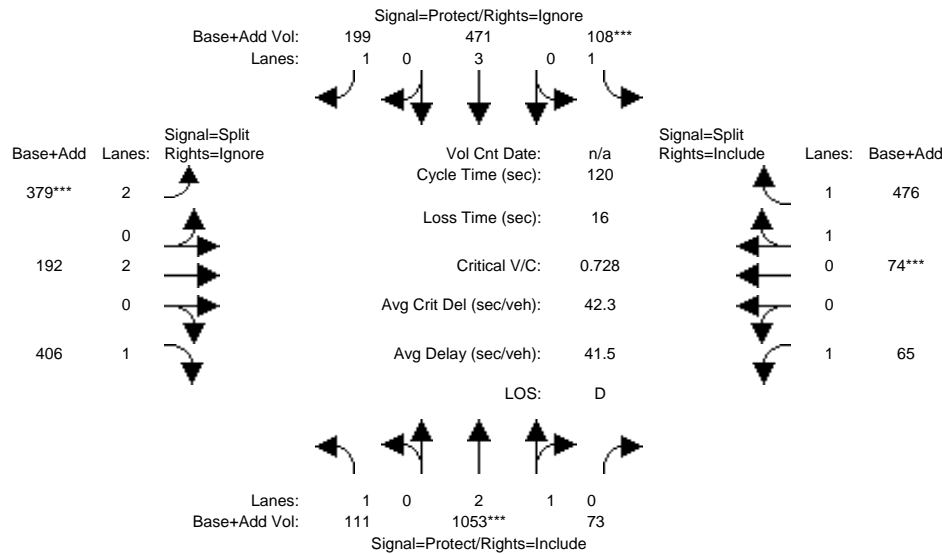 Signal=Protect/Rights=Ignore
Base+Add Vol: 199 471 108***
Lanes: 1 0 3 0 1
Signal=Split Signal=Split
Base+Add Lanes: Rights=Ignore Vol Cnt Date: n/a Rights=Include Lanes: Base+Add
Cycle Time (sec): 120
379*** 2 1 476
Loss Time (sec): 16
0 1
192 2 Critical V/C: 0.728 0 74***
0 Avg Crit Del (sec/veh): 42.3 0
406 1 Avg Delay (sec/veh): 41.5 1 65
LOS: D
Lanes: 1 0 2 1 0
Base+Add Vol: 111 1053*** 73
Signal=Protect/Rights=Include